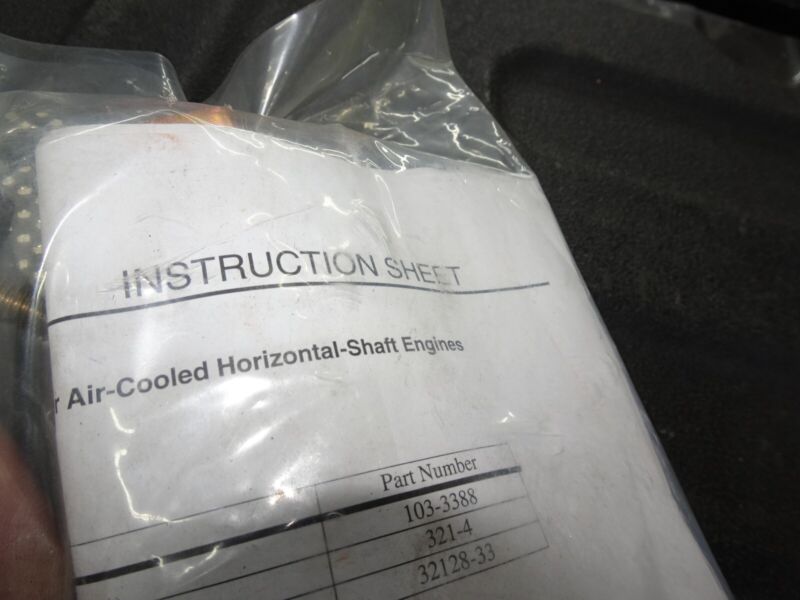 INSTRUCTION SHEET
r Air-Cooled Horizontal-Shaft Engines
Part Number
103-3388
321-4
32128-33